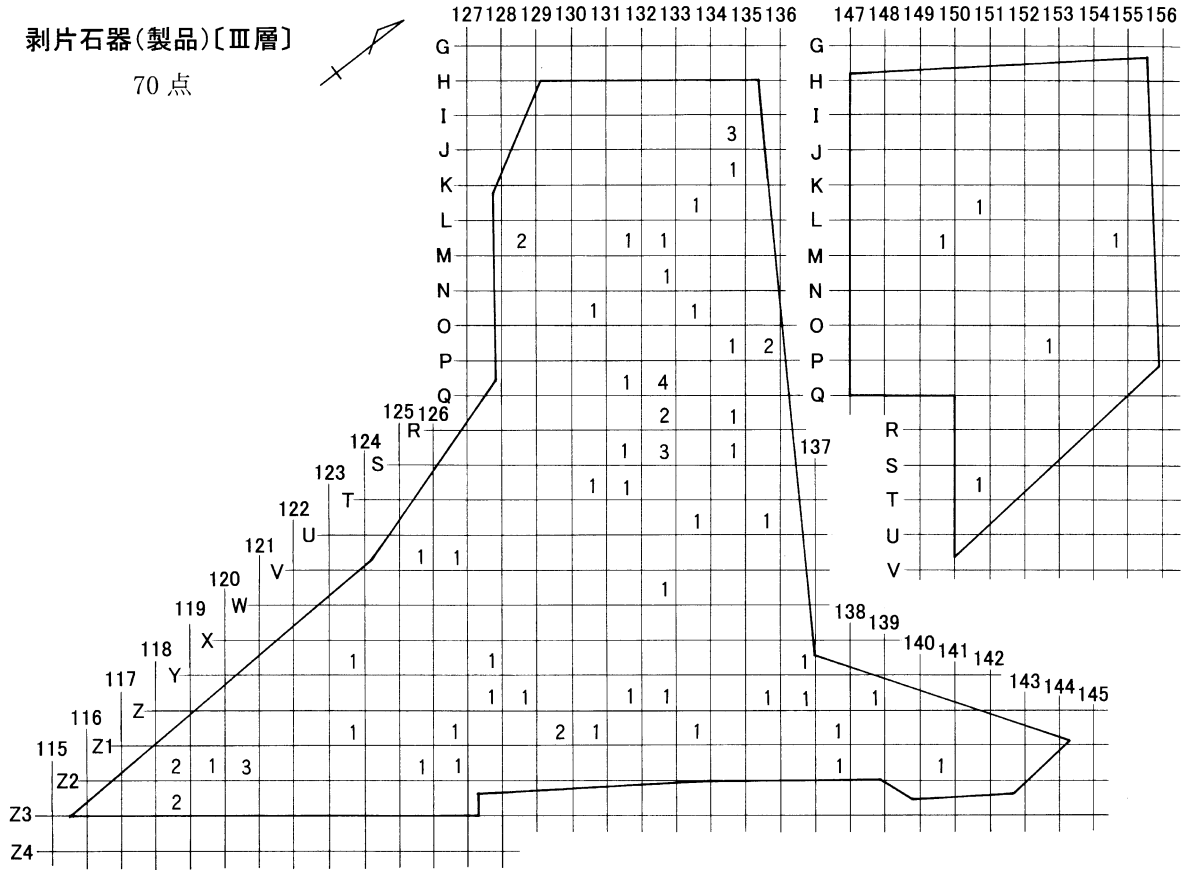 剥片石器(製品)〔Ⅲ層〕
70 点
127 128 129 130 131 132 133 134 135 136
147 148 149 150 151 152 153 154 155 156
G G
H H
I I
3
J J
1
K K
1 1
L L
2 1 1 1 1
M M
1
N N
1 1
O O
1 2 1
P P
1 4
Q Q
125 126 2 1
R R
124 1 3 1 137
S S
123 1 1 1
T T
122 1 1
U U
121 1 1
V V
120 1
W
119 138 139
X 140
118 1 1 1 141 142
Y
117 1 1 1 1 1 1 1 143 144 145
Z
116 1 1 2 1 1 1
Z1
115 2 1 3 1 1 1 1
Z2
2
Z3
Z4